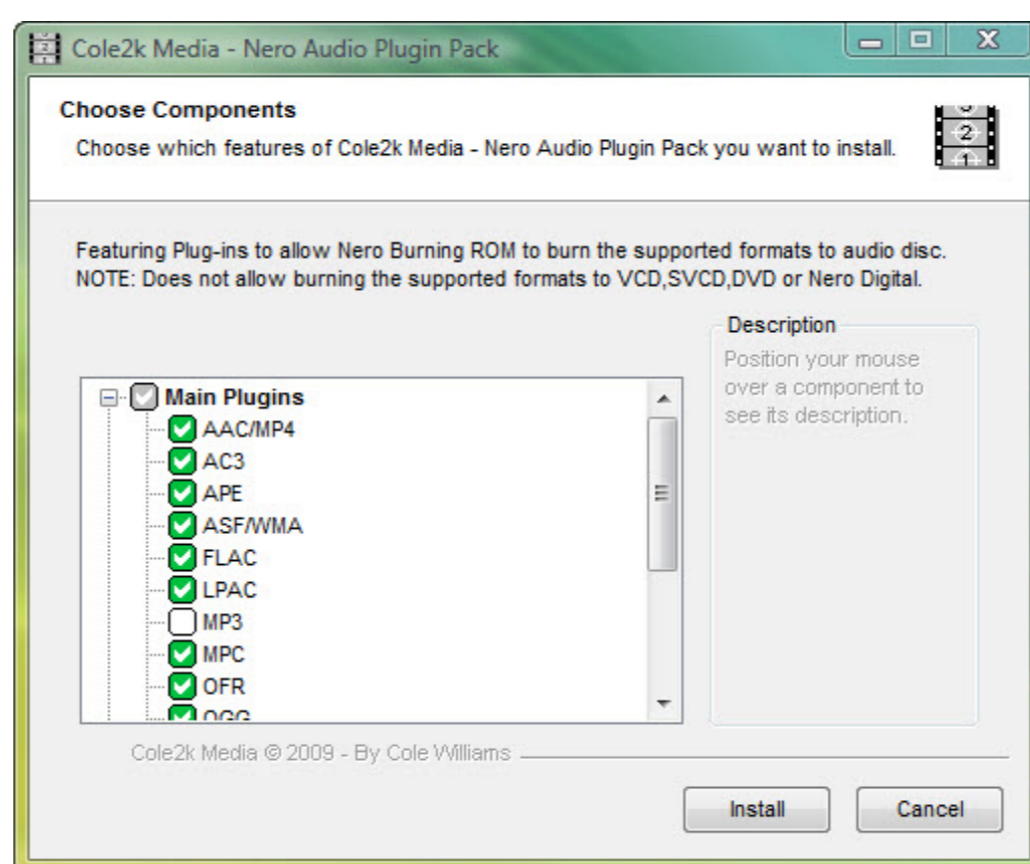 Cole2k Media - Nero Audio Plugin Pack
Choose Components
Choose which features of Cole2k Media - Nero Audio Plugin Pack you want to install.
Featuring Plug-ins to allow Nero Burning ROM to burn the supported formats to audio disc.
NOTE: Does not allow burning the supported formats to VCD,SVCD,DVD or Nero Digital.
Description
Position your mouse
over a component to
see its description.
Main Plugins
AAC/MP4
AC3
APE
ASF/WMA
FLAC
LPAC
MP3
MPC
OFR
OGG
Cole2k Media © 2009 - By Cole Williams
Install
Cancel